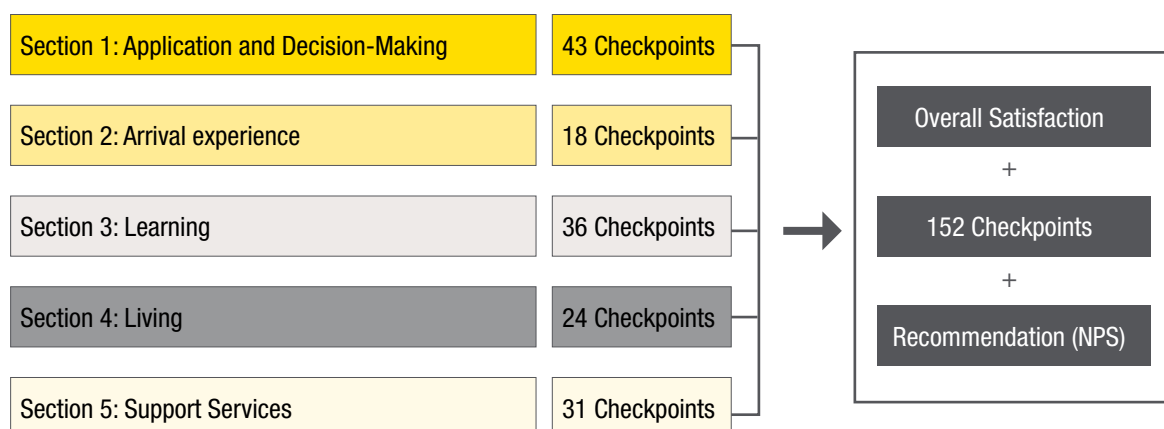 Section 1: Application and Decision-Making
43 Checkpoints
Section 2: Arrival experience
18 Checkpoints
Section 3: Learning
36 Checkpoints
Section 4: Living
24 Checkpoints
Section 5: Support Services
31 Checkpoints
Overall Satisfaction
+
152 Checkpoints
+
Recommendation (NPS)